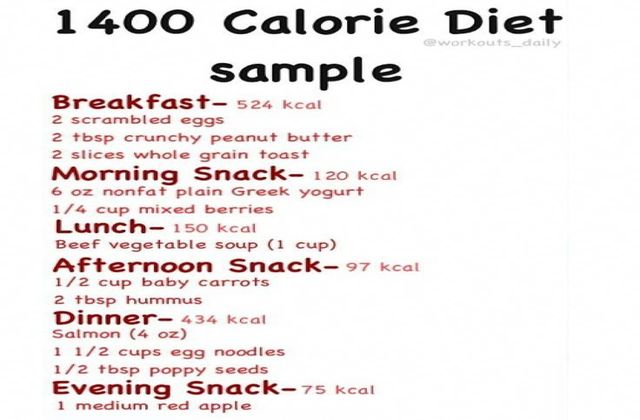 1400 Calorie Diet
@workouts_daily
sample
Breakfast– 524 kcal
2 scrambled eggs
2 tbsp crunchy peanut butter
2 slices whole grain toast
Morning Snack– 120 kcal
6 oz nonfat plain Greek yogurt
1/4 cup mixed berries
Lunch– 150 kcal
Beef vegetable soup (1 cup)
Afternoon Snack– 97 kcal
1/2 cup baby carrots
2 tbsp hummus
Dinner– 434 kcal
Salmon (4 oz)
1 1/2 cups egg noodles
1/2 tbsp poppy seeds
Evening Snack–75 kcal
1 medium red apple